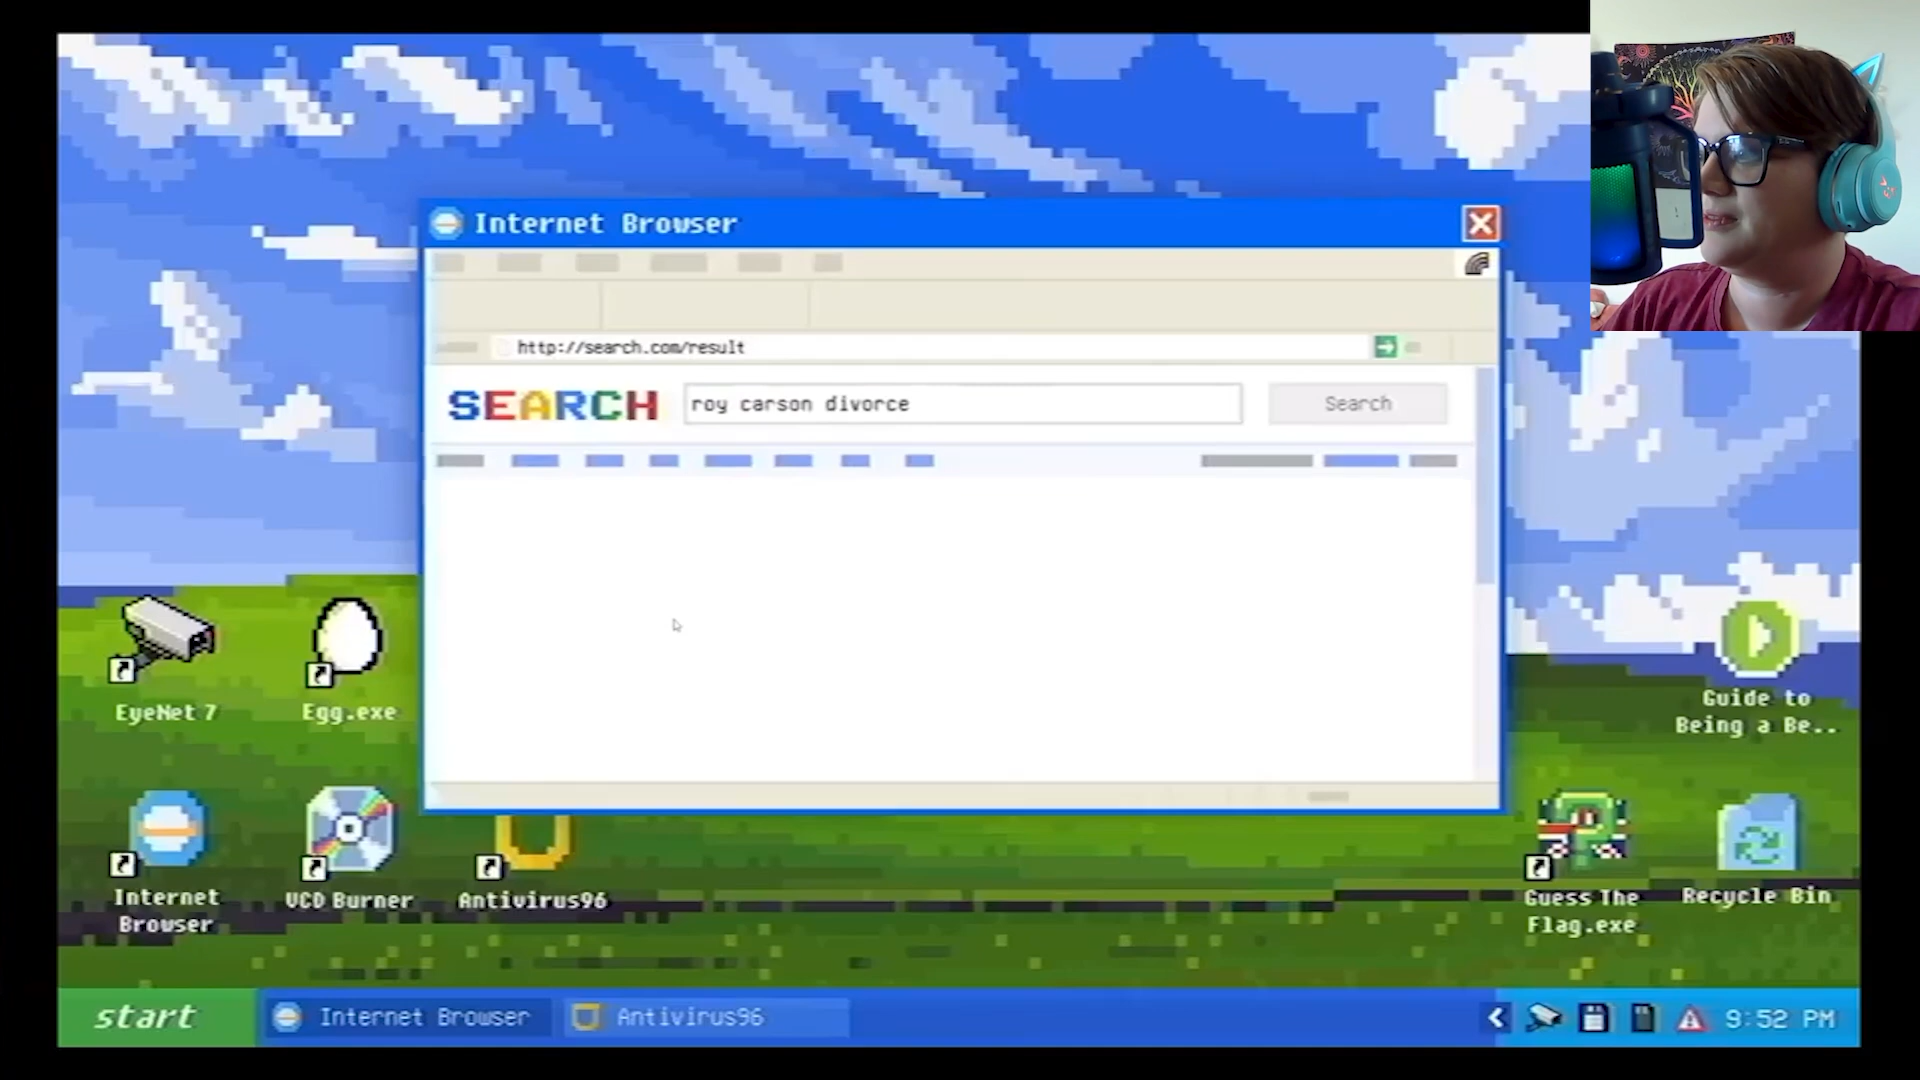 Internet Browser
http://search.com/result
SEARCH
roy carson divorce
Search
EyeNet 7
Egg.exe
Guide to
Being a Be..
Internet
Browser
VCD Burner
Antivirus96
Guess The
Flag.exe
Recycle Bin
start
Internet Browser
Antivirus96
9:52 PM